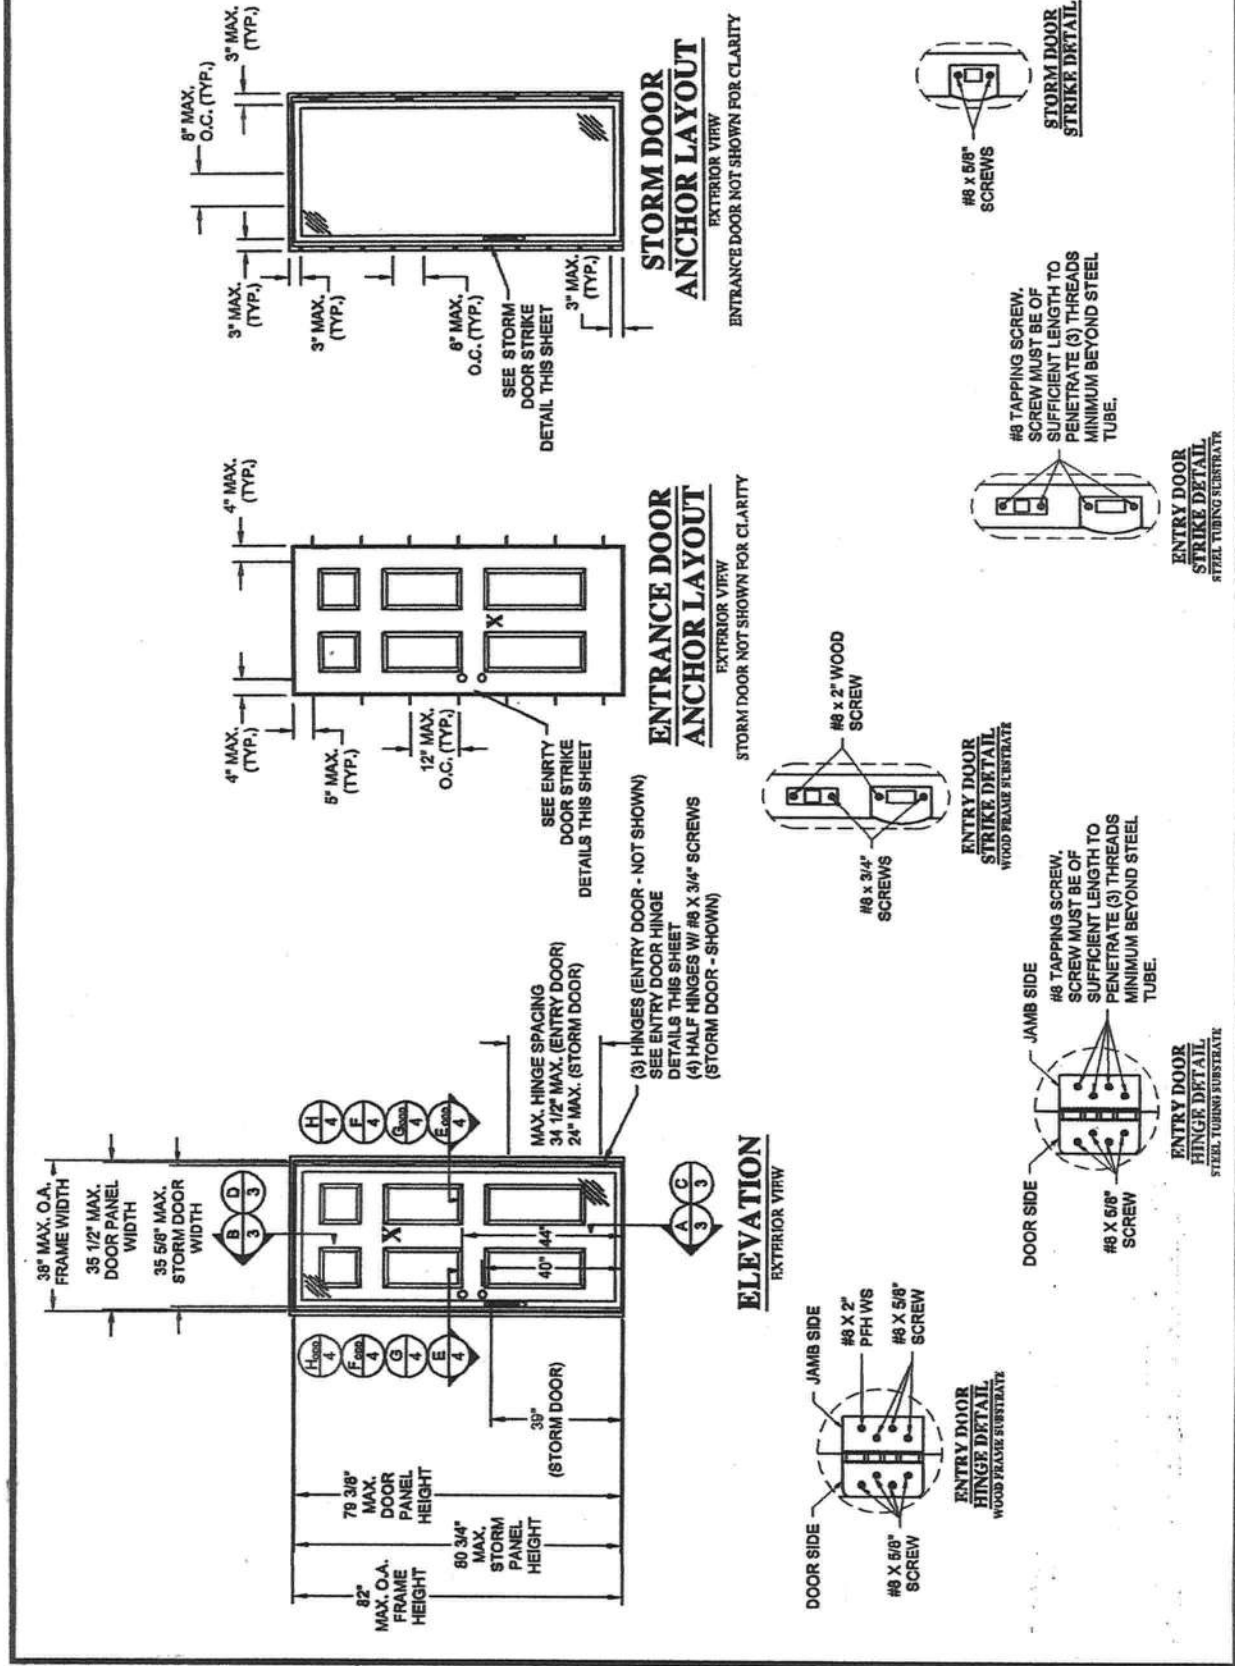 38" MAX. O.A.
FRAME WIDTH
35 1/2" MAX.
DOOR PANEL
WIDTH
35 5/8" MAX.
STORM DOOR
WIDTH
B
3
D
3
H
4
F
4
4
4
4
4
G
4
E
4
X
44"
40"
39"
(STORM DOOR)
79 3/8"
MAX.
DOOR
PANEL
HEIGHT
80 3/4"
MAX.
STORM
PANEL
HEIGHT
82"
MAX. O.A.
FRAME
HEIGHT
A
3
C
3
MAX. HINGE SPACING
34 1/2" MAX. (ENTRY DOOR)
24" MAX. (STORM DOOR)
(3) HINGES (ENTRY DOOR - NOT SHOWN)
SEE ENTRY DOOR HINGE
DETAILS THIS SHEET
(4) HALF HINGES W/ #8 X 3/4" SCREWS
(STORM DOOR - SHOWN)
ELEVATION
EXTERIOR VIEW
4" MAX.
(TYP.)
4" MAX.
(TYP.)
5" MAX.
(TYP.)
12" MAX.
O.C. (TYP.)
X
SEE ENRTY
DOOR STRIKE
DETAILS THIS SHEET
ENTRANCE DOOR
ANCHOR LAYOUT
EXTERIOR VIEW
STORM DOOR NOT SHOWN FOR CLARITY
8" MAX.
O.C. (TYP.)
3" MAX.
(TYP.)
3" MAX.
(TYP.)
3" MAX.
(TYP.)
8" MAX.
O.C. (TYP.)
SEE STORM
DOOR STRIKE
DETAIL THIS SHEET
3" MAX.
(TYP.)
STORM DOOR
ANCHOR LAYOUT
EXTERIOR VIEW
ENTRANCE DOOR NOT SHOWN FOR CLARITY
DOOR SIDE
JAMB SIDE
#8 X 2"
PFH WS
#8 X 5/8"
SCREW
#8 X 5/8"
SCREW
ENTRY DOOR
HINGE DETAIL
WOOD FRAME SUBSTRATE
DOOR SIDE
JAMB SIDE
#8 TAPPING SCREW.
SCREW MUST BE OF
SUFFICIENT LENGTH TO
PENETRATE (3) THREADS
MINIMUM BEYOND STEEL
TUBE.
#8 X 5/8"
SCREW
ENTRY DOOR
HINGE DETAIL
STEEL TUBING SUBSTRATE
#8 x 2" WOOD
SCREW
#8 x 3/4"
SCREWS
ENTRY DOOR
STRIKE DETAIL
WOOD FRAME SUBSTRATE
#8 TAPPING SCREW.
SCREW MUST BE OF
SUFFICIENT LENGTH TO
PENETRATE (3) THREADS
MINIMUM BEYOND STEEL
TUBE.
ENTRY DOOR
STRIKE DETAIL
STEEL TUBING SUBSTRATE
#8 x 5/8"
SCREWS
STORM DOOR
STRIKE DETAIL